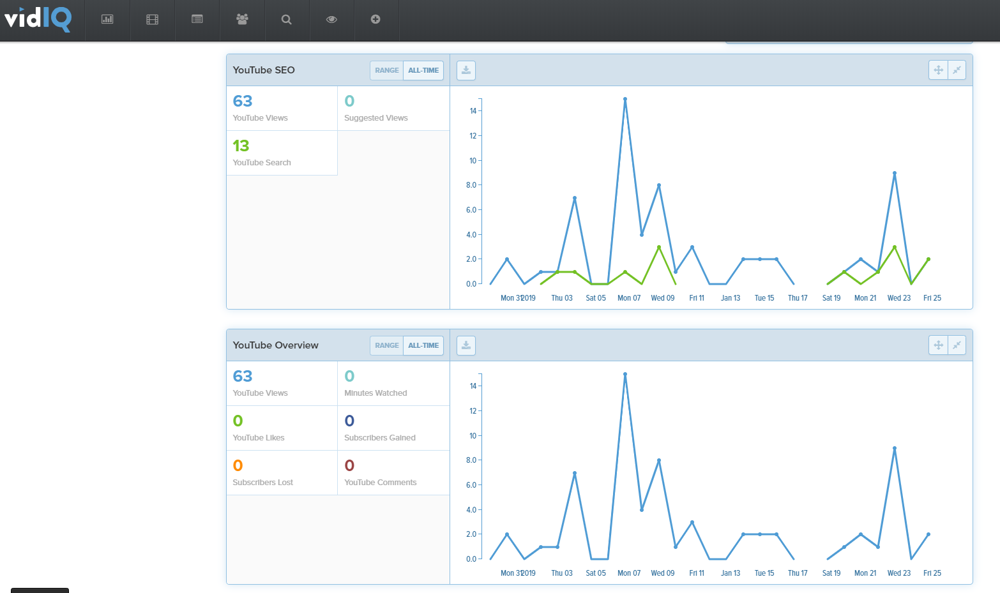 vidIQ
YouTube SEO
RANGE ALL-TIME
63
YouTube Views
0
Suggested Views
13
YouTube Search
14
12
10
8.0
6.0
4.0
2.0
0.0
Mon 31 2019 Thu 03 Sat 05 Mon 07 Wed 09 Fri 11 Jan 13 Tue 15 Thu 17 Sat 19 Mon 21 Wed 23 Fri 25
YouTube Overview
RANGE ALL-TIME
63
YouTube Views
0
Minutes Watched
0
YouTube Likes
0
Subscribers Gained
0
Subscribers Lost
0
YouTube Comments
14
12
10
8.0
6.0
4.0
2.0
0.0
Mon 31 2019 Thu 03 Sat 05 Mon 07 Wed 09 Fri 11 Jan 13 Tue 15 Thu 17 Sat 19 Mon 21 Wed 23 Fri 25